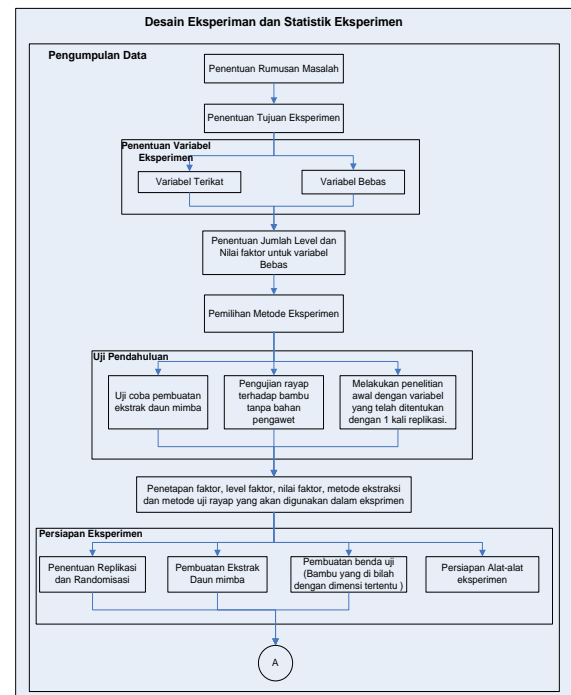 Desain Eksperiman dan Statistik Eksperimen
Pengumpulan Data
Penentuan Rumusan Masalah
Penentuan Tujuan Eksperimen
Penentuan Variabel
Eksperimen
Variabel Terikat
Variabel Bebas
Penentuan Jumlah Level dan
Nilai faktor untuk variabel
Bebas
Pemilihan Metode Eksperimen
Uji Pendahuluan
Uji coba pembuatan
ekstrak daun mimba
Pengujian rayap
terhadap bambu
tanpa bahan
pengawet
Melakukan penelitian
awal dengan variabel
yang telah ditentukan
dengan 1 kali replikasi.
Penetapan faktor, level faktor, nilai faktor, metode ekstraksi
dan metode uji rayap yang akan digunakan dalam eksprimen
Persiapan Eksperimen
Penentuan Replikasi
dan Randomisasi
Pembuatan Ekstrak
Daun mimba
Pembuatan benda uji
(Bambu yang di bilah
dengan dimensi tertentu )
Persiapan Alat-alat
eksperimen
A